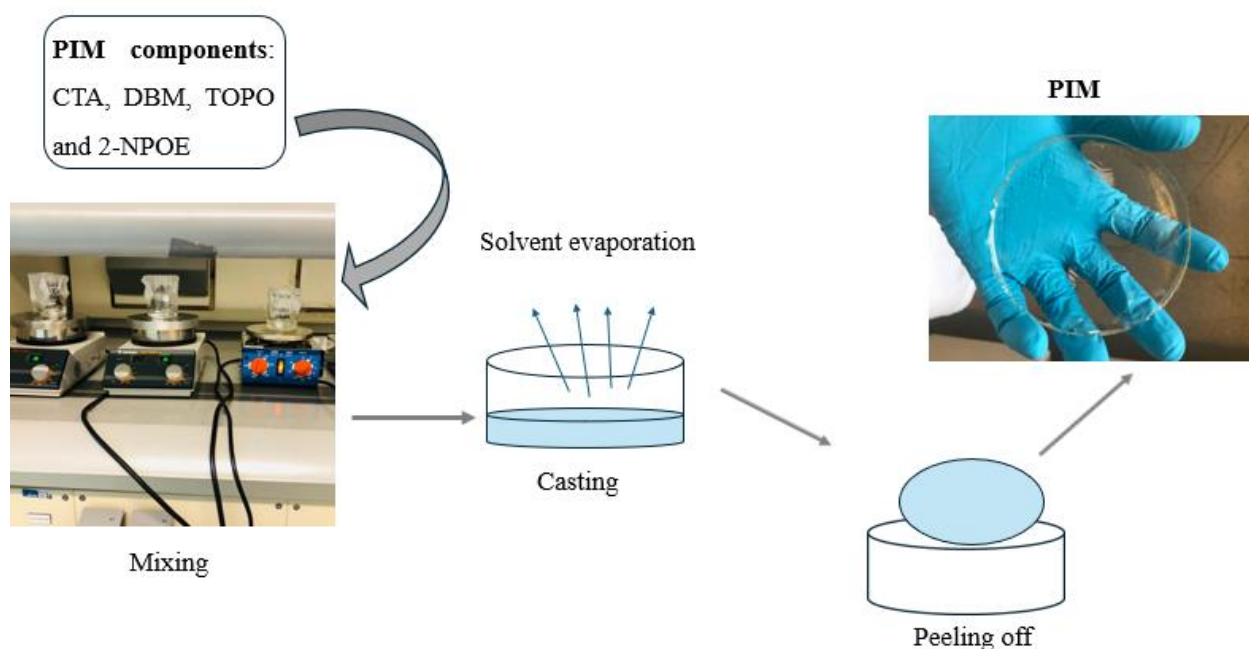 PIM components:
CTA, DBM, TOPO
and 2-NPOE
PIM
Solvent evaporation
Casting
Mixing
Peeling off